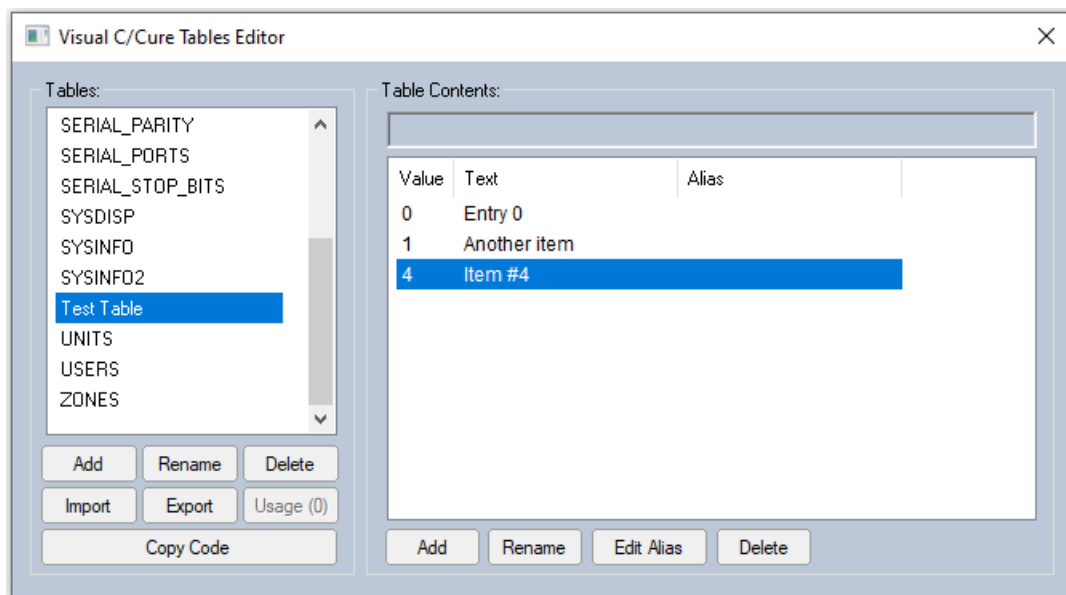 Visual C/Cure Tables Editor
Tables:
SERIAL_PARITY
SERIAL_PORTS
SERIAL_STOP_BITS
SYSDISP
SYSINFO
SYSINFO2
Test Table
UNITS
USERS
ZONES
Add Rename Delete
Import Export Usage (0)
Copy Code
Table Contents:
Value Text Alias
0 Entry 0
1 Another item
4 Item #4
Add Rename Edit Alias Delete